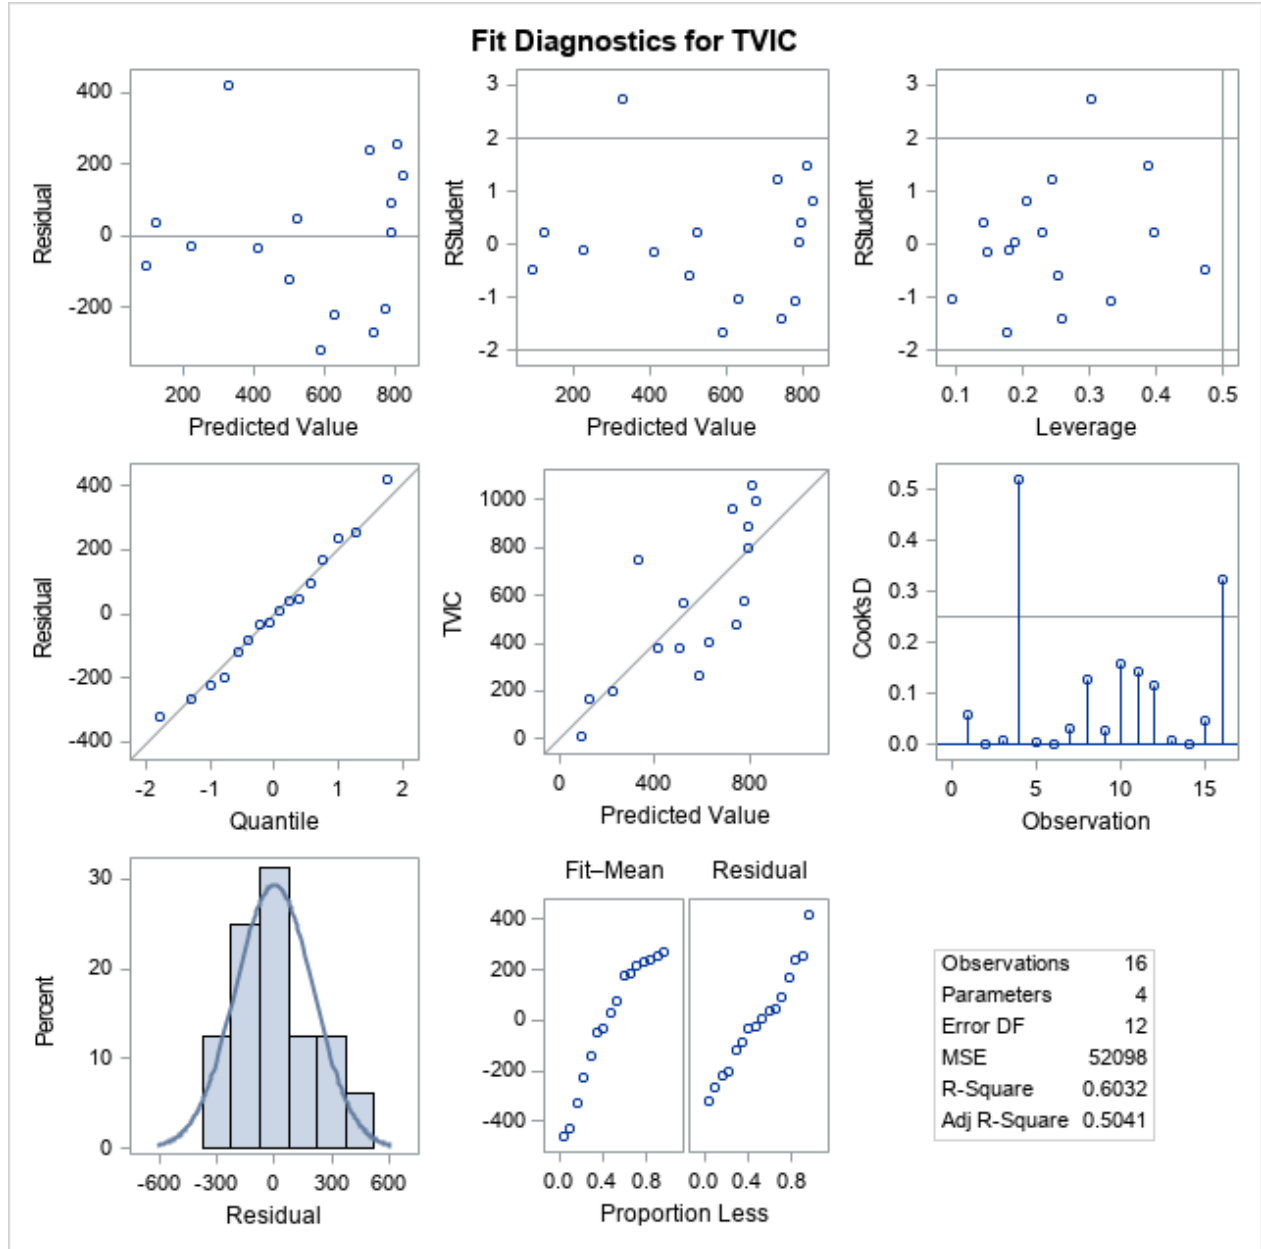 Fit Diagnostics for TVIC
400
200
0
-200
Residual
200 400 600 800
Predicted Value
3
2
1
0
-1
-2
RStudent
200 400 600 800
Predicted Value
3
2
1
0
-1
-2
RStudent
0.1 0.2 0.3 0.4 0.5
Leverage
400
200
0
-200
-400
Residual
-2 -1 0 1 2
Quantile
1000
800
600
400
200
0
TVIC
0 400 800
Predicted Value
0.5
0.4
0.3
0.2
0.1
0.0
Cook's D
0 5 10 15
Observation
30
20
10
0
Percent
-600 -300 0 300 600
Residual
Fit–Mean Residual
400
200
0
-200
-400
0.0 0.4 0.8 0.0 0.4 0.8
Proportion Less
Observations 16
Parameters 4
Error DF 12
MSE 52098
R-Square 0.6032
Adj R-Square 0.5041